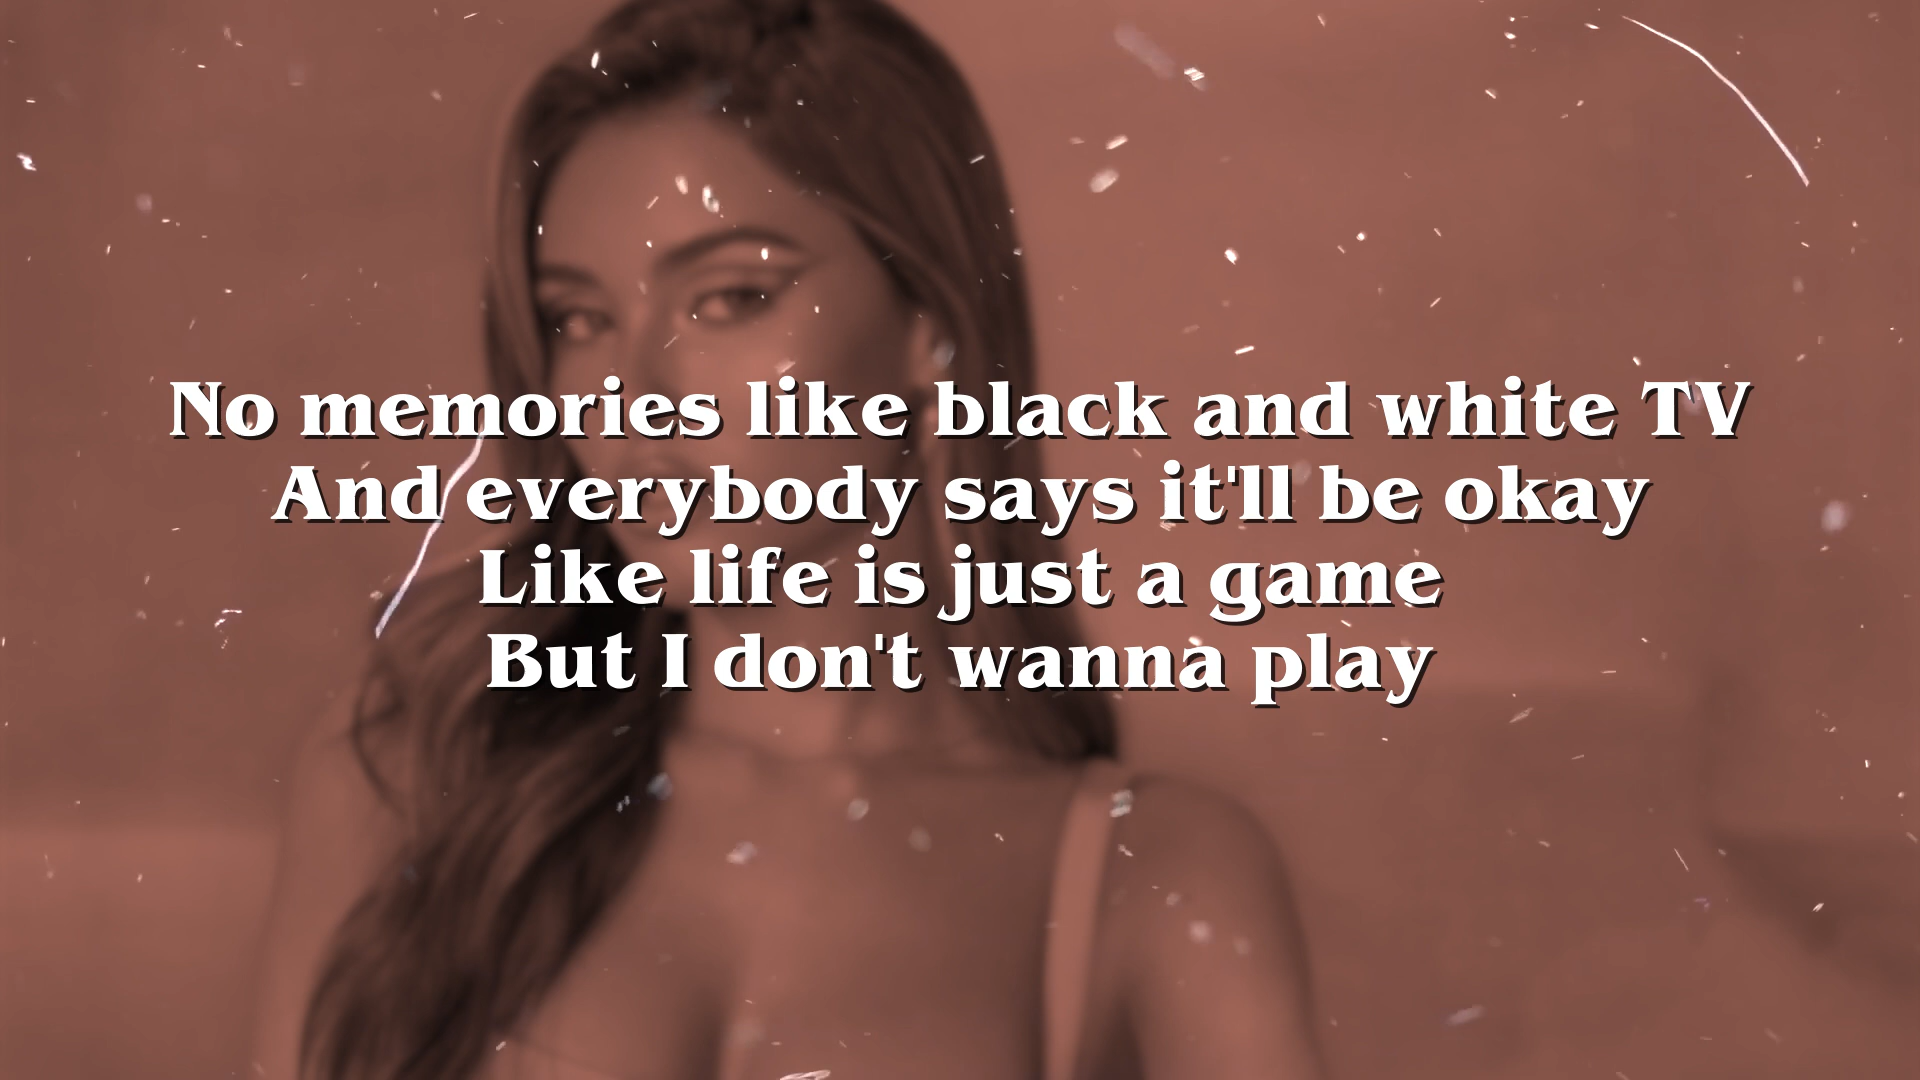 No memories like black and white TV
And everybody says it'll be okay
Like life is just a game
But I don't wanna play